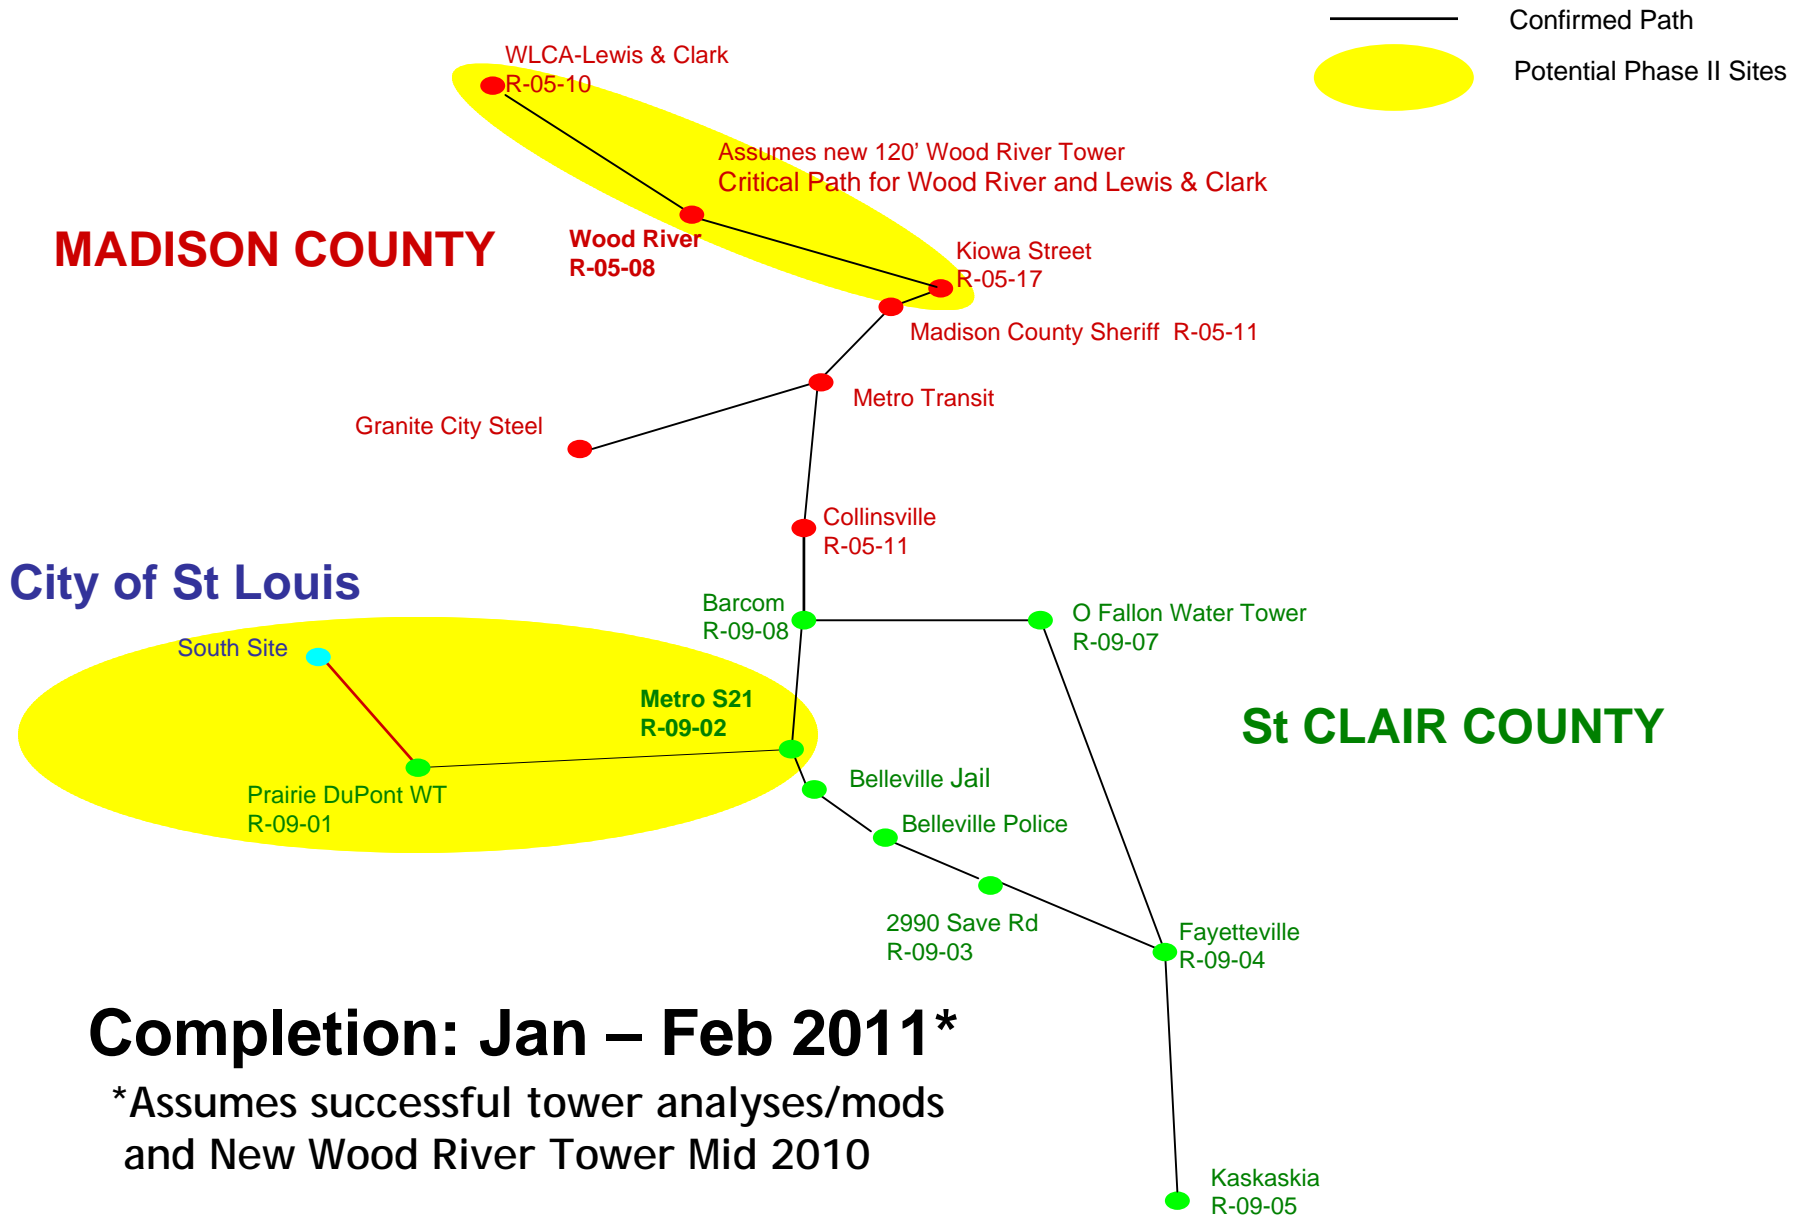 Confirmed Path
Potential Phase II Sites
WLCA-Lewis & Clark
R-05-10
Assumes new 120’ Wood River Tower
Critical Path for Wood River and Lewis & Clark
MADISON COUNTY
Wood River
R-05-08
Kiowa Street
R-05-17
Madison County Sheriff  R-05-11
Metro Transit
Granite City Steel
Collinsville
R-05-11
City of St Louis
Barcom
R-09-08
O Fallon Water Tower
R-09-07
South Site
Metro S21
R-09-02
St CLAIR COUNTY
Prairie DuPont WT
R-09-01
Belleville Jail
Belleville Police
2990 Save Rd
R-09-03
Fayetteville
R-09-04
Completion: Jan – Feb 2011*
*Assumes successful tower analyses/mods
and New Wood River Tower Mid 2010
Kaskaskia
R-09-05